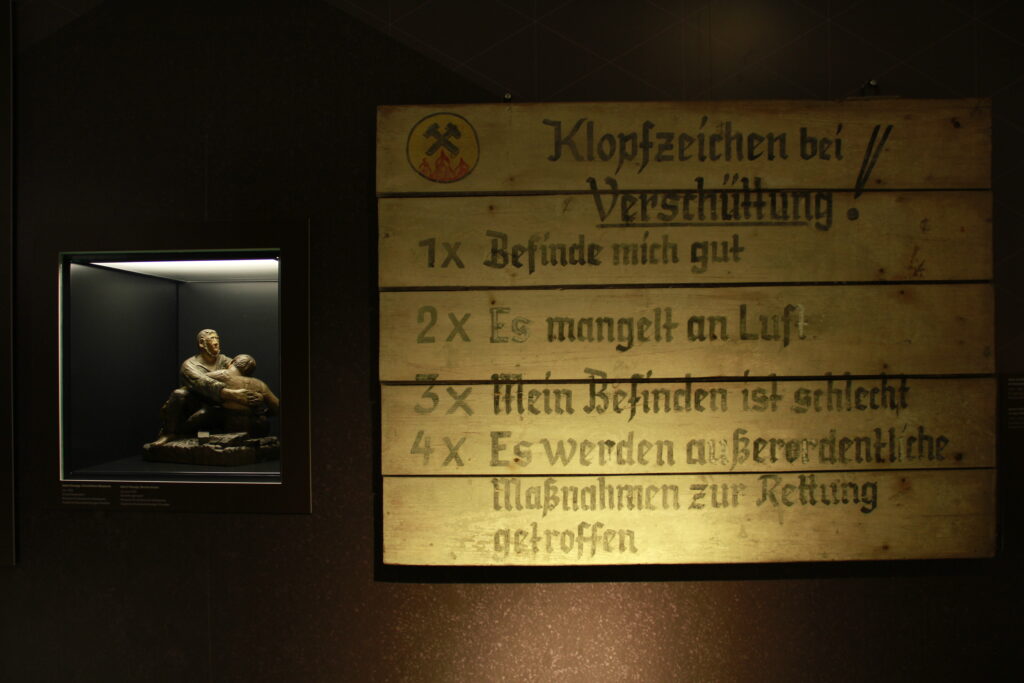 Klopfzeichen bei
Verschüttung!
1x Befinde mich gut
2x Es mangelt an Luft
3x Mein Befinden ist schlecht
4x Es werden außerordentliche.
Maßnahmen zur Rettung
getroffen